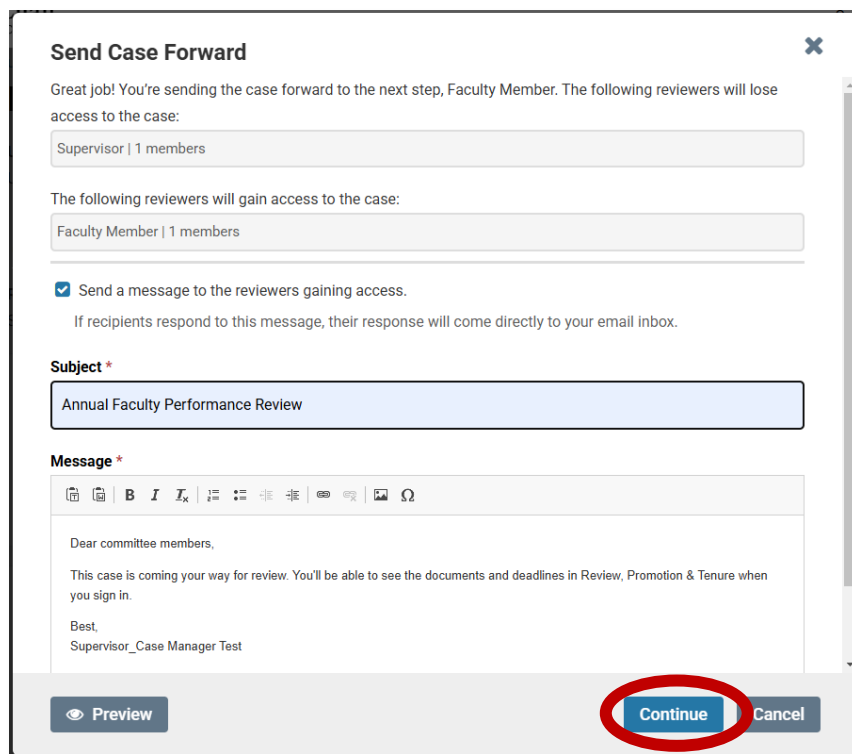 Send Case Forward
Great job! You're sending the case forward to the next step, Faculty Member. The following reviewers will lose
access to the case:
Supervisor | 1 members
The following reviewers will gain access to the case:
Faculty Member | 1 members
Send a message to the reviewers gaining access.
If recipients respond to this message, their response will come directly to your email inbox.
Subject *
Annual Faculty Performance Review
Message *
B I Tx Ω
Dear committee members,
This case is coming your way for review. You'll be able to see the documents and deadlines in Review, Promotion & Tenure when
you sign in.
Best,
Supervisor_Case Manager Test
Preview Continue Cancel